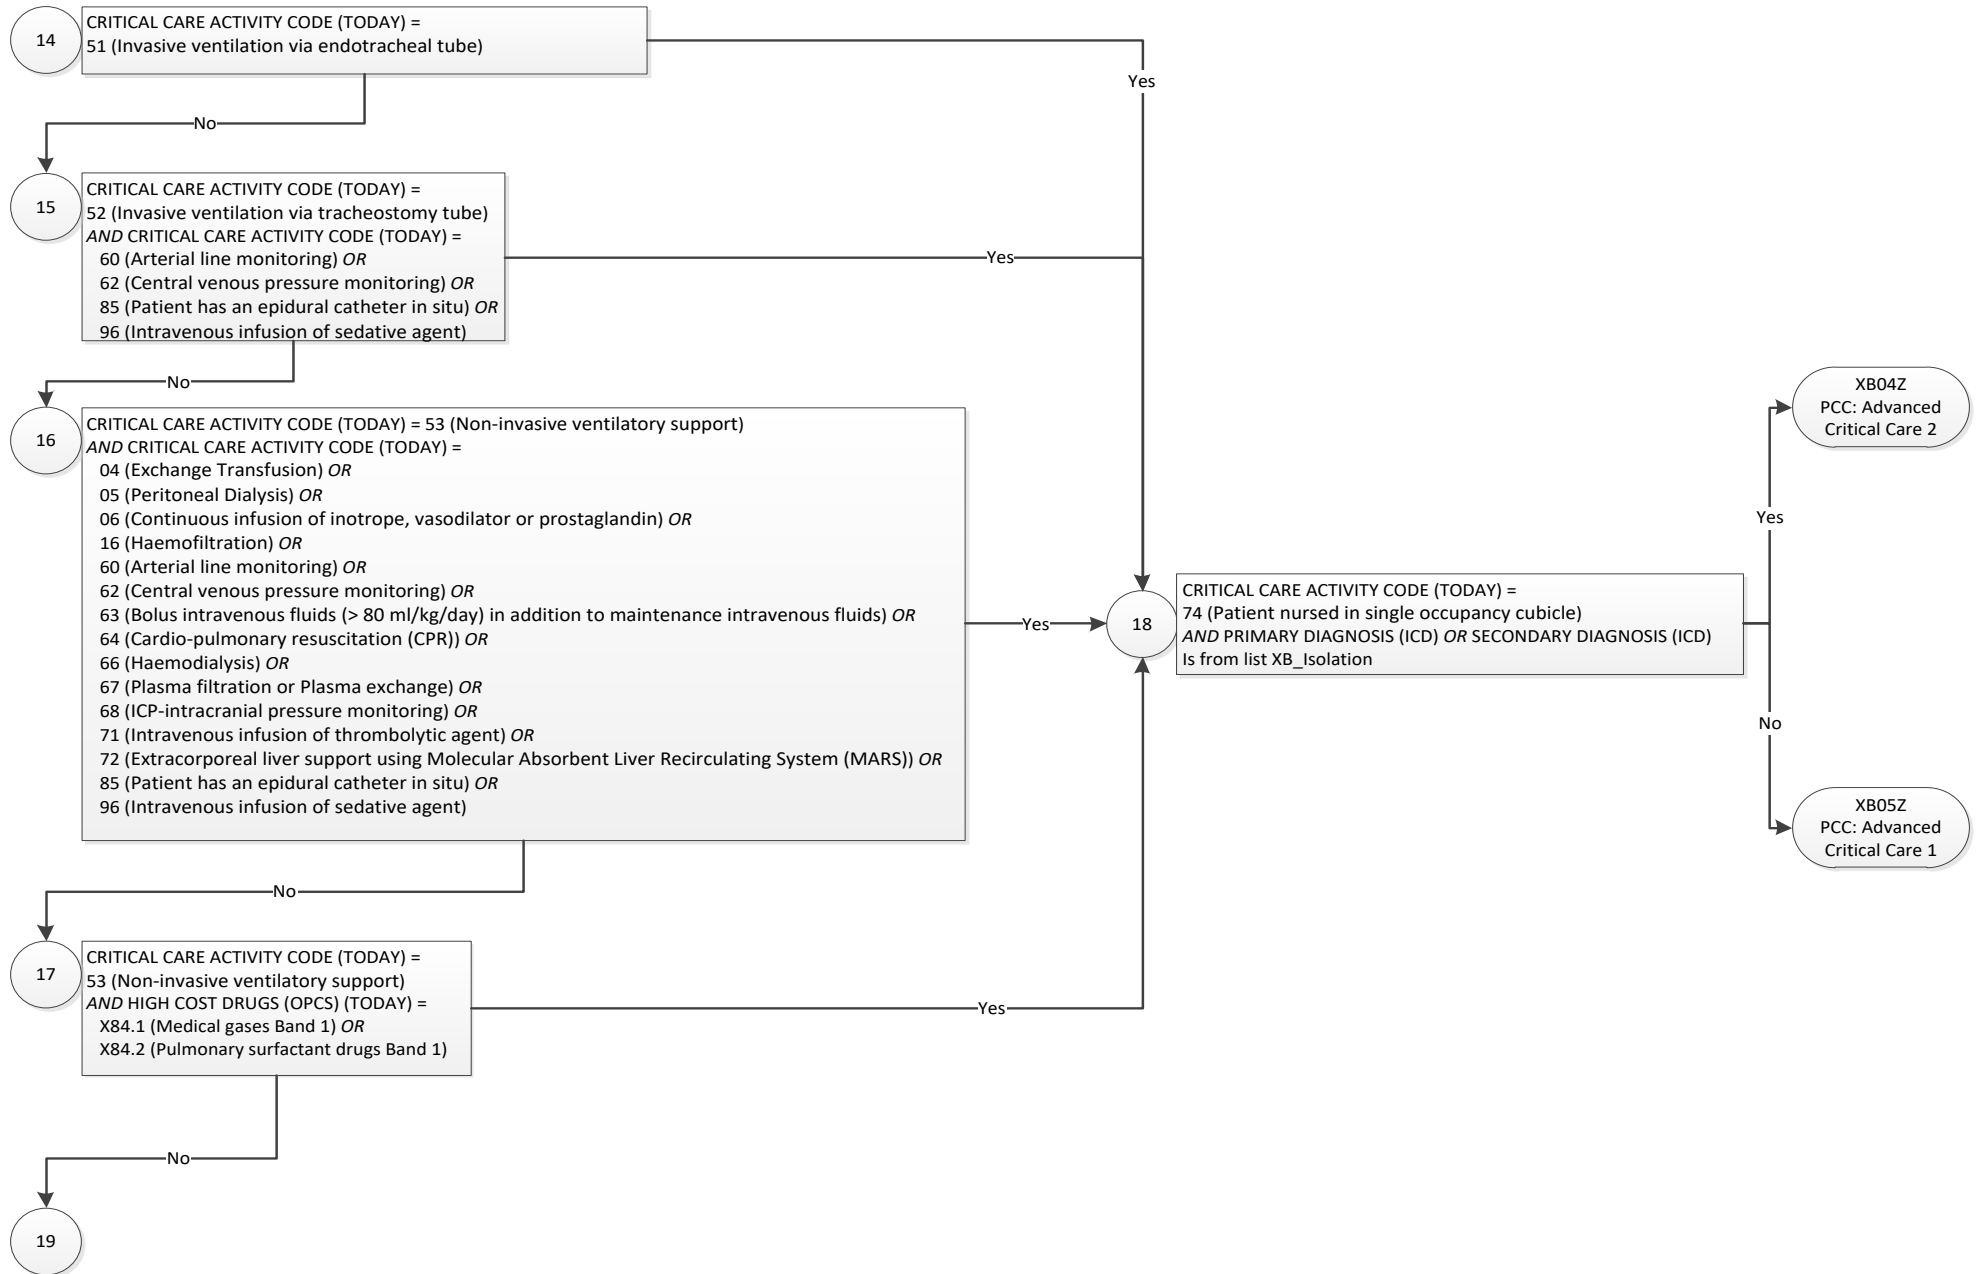 14
CRITICAL CARE ACTIVITY CODE (TODAY) =
51 (Invasive ventilation via endotracheal tube)
Yes
No
15
CRITICAL CARE ACTIVITY CODE (TODAY) =
52 (Invasive ventilation via tracheostomy tube)
AND CRITICAL CARE ACTIVITY CODE (TODAY) =
60 (Arterial line monitoring) OR
62 (Central venous pressure monitoring) OR
85 (Patient has an epidural catheter in situ) OR
96 (Intravenous infusion of sedative agent)
Yes
No
16
CRITICAL CARE ACTIVITY CODE (TODAY) = 53 (Non-invasive ventilatory support)
AND CRITICAL CARE ACTIVITY CODE (TODAY) =
04 (Exchange Transfusion) OR
05 (Peritoneal Dialysis) OR
06 (Continuous infusion of inotrope, vasodilator or prostaglandin) OR
16 (Haemofiltration) OR
60 (Arterial line monitoring) OR
62 (Central venous pressure monitoring) OR
63 (Bolus intravenous fluids (> 80 ml/kg/day) in addition to maintenance intravenous fluids) OR
64 (Cardio-pulmonary resuscitation (CPR)) OR
66 (Haemodialysis) OR
67 (Plasma filtration or Plasma exchange) OR
68 (ICP-intracranial pressure monitoring) OR
71 (Intravenous infusion of thrombolytic agent) OR
72 (Extracorporeal liver support using Molecular Absorbent Liver Recirculating System (MARS)) OR
85 (Patient has an epidural catheter in situ) OR
96 (Intravenous infusion of sedative agent)
Yes
No
17
CRITICAL CARE ACTIVITY CODE (TODAY) =
53 (Non-invasive ventilatory support)
AND HIGH COST DRUGS (OPCS) (TODAY) =
X84.1 (Medical gases Band 1) OR
X84.2 (Pulmonary surfactant drugs Band 1)
Yes
No
19
18
CRITICAL CARE ACTIVITY CODE (TODAY) =
74 (Patient nursed in single occupancy cubicle)
AND PRIMARY DIAGNOSIS (ICD) OR SECONDARY DIAGNOSIS (ICD)
Is from list XB_Isolation
Yes
XB04Z
PCC: Advanced
Critical Care 2
No
XB05Z
PCC: Advanced
Critical Care 1